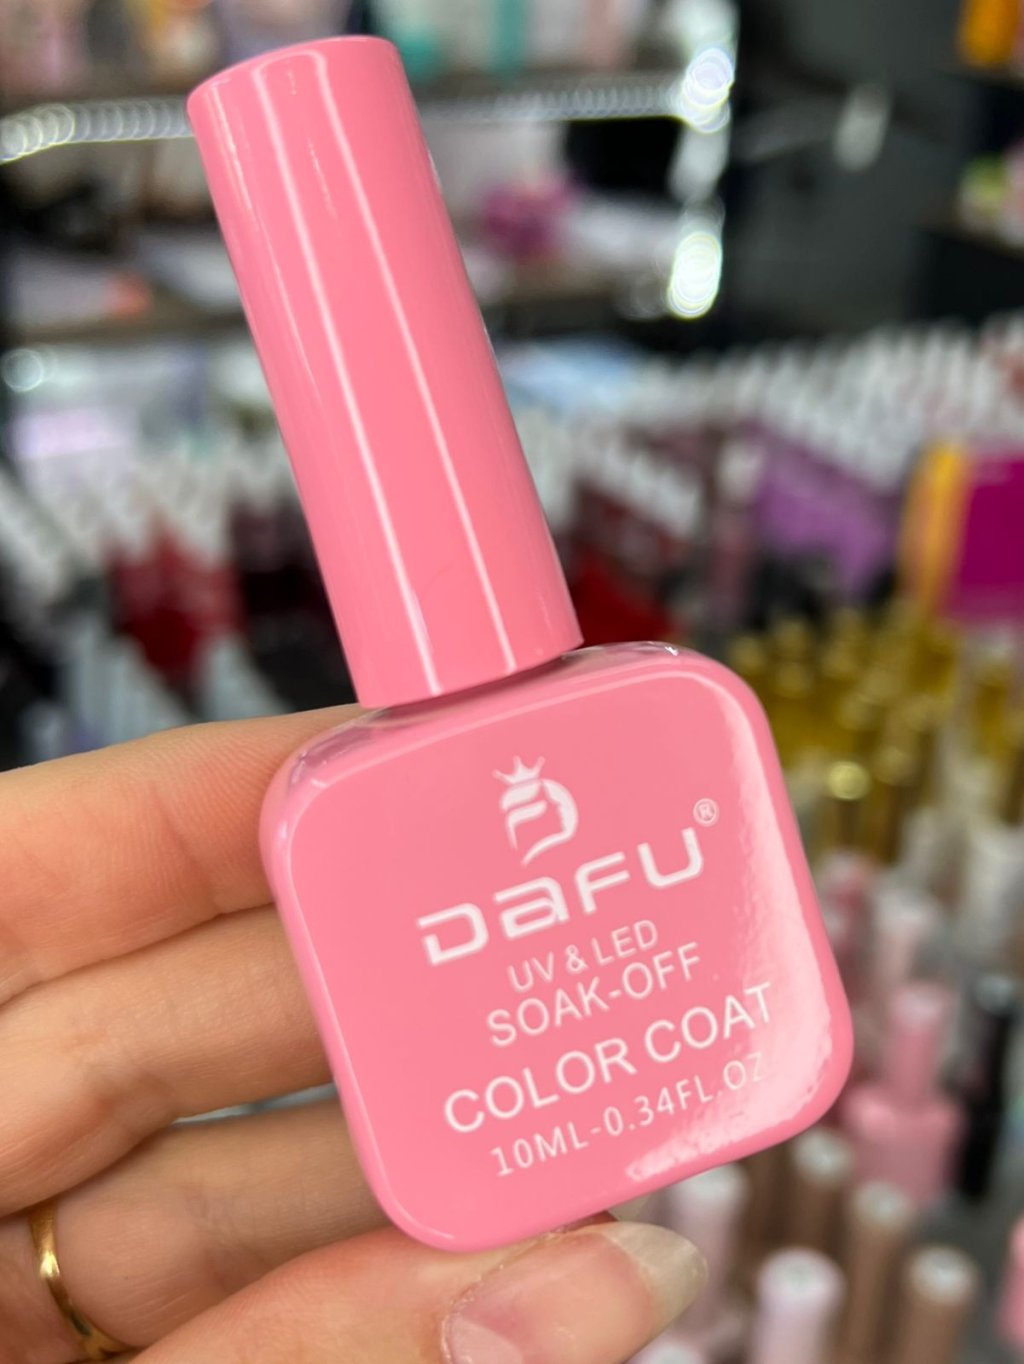 DAFU®
UV & LED
SOAK-OFF
COLOR COAT
10ML-0.34FL.OZ